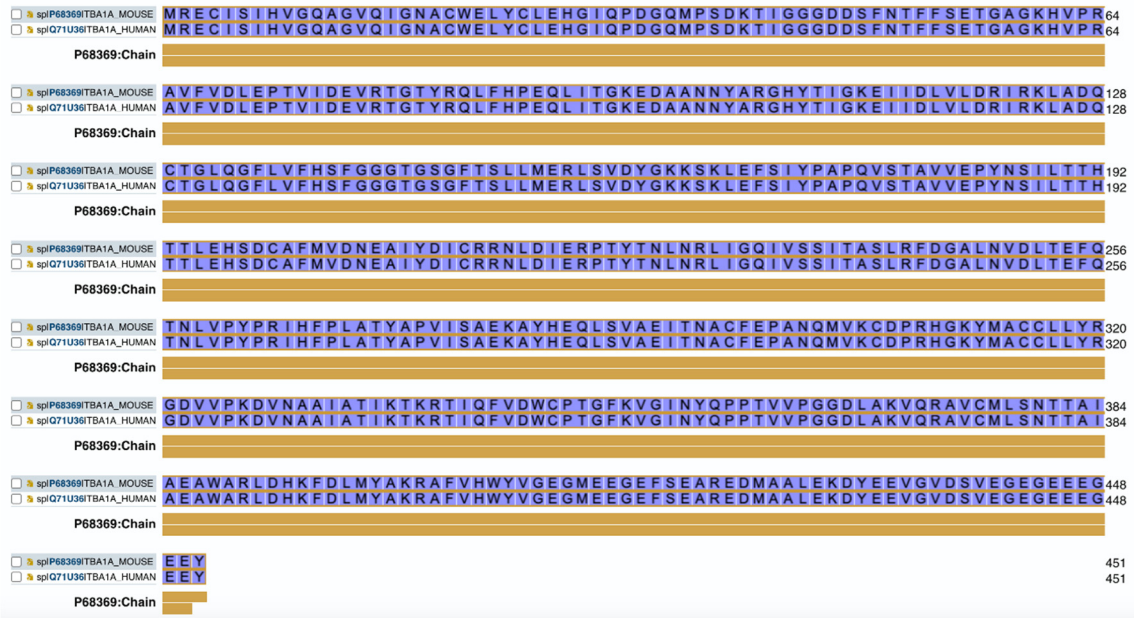 sp|P68369|TBA1A_MOUSE MRECISIHVGQAGVQIGNACWELYCLEHGIQPDGQMPSDKTIGGGDDSFNTFFSETGAGKHVPR 64
sp|Q71U36|TBA1A_HUMAN MRECISIHVGQAGVQIGNACWELYCLEHGIQPDGQMPSDKTIGGGDDSFNTFFSETGAGKHVPR 64
P68369:Chain
sp|P68369|TBA1A_MOUSE AVFVDLEPTVIDEVRTGTYRQLFHPEQLITGKEDAANNYARGHYTIGKEIIDLVLDRIRKLADQ 128
sp|Q71U36|TBA1A_HUMAN AVFVDLEPTVIDEVRTGTYRQLFHPEQLITGKEDAANNYARGHYTIGKEIIDLVLDRIRKLADQ 128
P68369:Chain
sp|P68369|TBA1A_MOUSE CTGLQGFLVFHSFGGGTGSGFTSLLMERLSVDYGKKSKLEFSIYPAPQVSTAVVEPYNSILTTH 192
sp|Q71U36|TBA1A_HUMAN CTGLQGFLVFHSFGGGTGSGFTSLLMERLSVDYGKKSKLEFSIYPAPQVSTAVVEPYNSILTTH 192
P68369:Chain
sp|P68369|TBA1A_MOUSE TTLEHSDCAFMVDNEAIYDICRRNLDIERPTYTNLNRLIGQIVSSITASLRFDGALNVDLTEFQ 256
sp|Q71U36|TBA1A_HUMAN TTLEHSDCAFMVDNEAIYDICRRNLDIERPTYTNLNRLIGQIVSSITASLRFDGALNVDLTEFQ 256
P68369:Chain
sp|P68369|TBA1A_MOUSE TNLVPYPRIHFPLATYAPVISAEKAYHEQLSVAEITNACFEPANQMVKCDPRHGKYMACCLLYR 320
sp|Q71U36|TBA1A_HUMAN TNLVPYPRIHFPLATYAPVISAEKAYHEQLSVAEITNACFEPANQMVKCDPRHGKYMACCLLYR 320
P68369:Chain
sp|P68369|TBA1A_MOUSE GDVVPKDVNAAIATIKTKRTIQFVDWCPTGFKVGINYQPPTVVPGGDLAKVQRAVCMLSNTTAI 384
sp|Q71U36|TBA1A_HUMAN GDVVPKDVNAAIATIKTKRTIQFVDWCPTGFKVGINYQPPTVVPGGDLAKVQRAVCMLSNTTAI 384
P68369:Chain
sp|P68369|TBA1A_MOUSE AEAWARLDHKFDLMYAKRAFVHWYVGEGMEEGEFSEAREDMAALEKDYEEVGVDSVEGEGEEEG 448
sp|Q71U36|TBA1A_HUMAN AEAWARLDHKFDLMYAKRAFVHWYVGEGMEEGEFSEAREDMAALEKDYEEVGVDSVEGEGEEEG 448
P68369:Chain
sp|P68369|TBA1A_MOUSE EEY 451
sp|Q71U36|TBA1A_HUMAN EEY 451
P68369:Chain